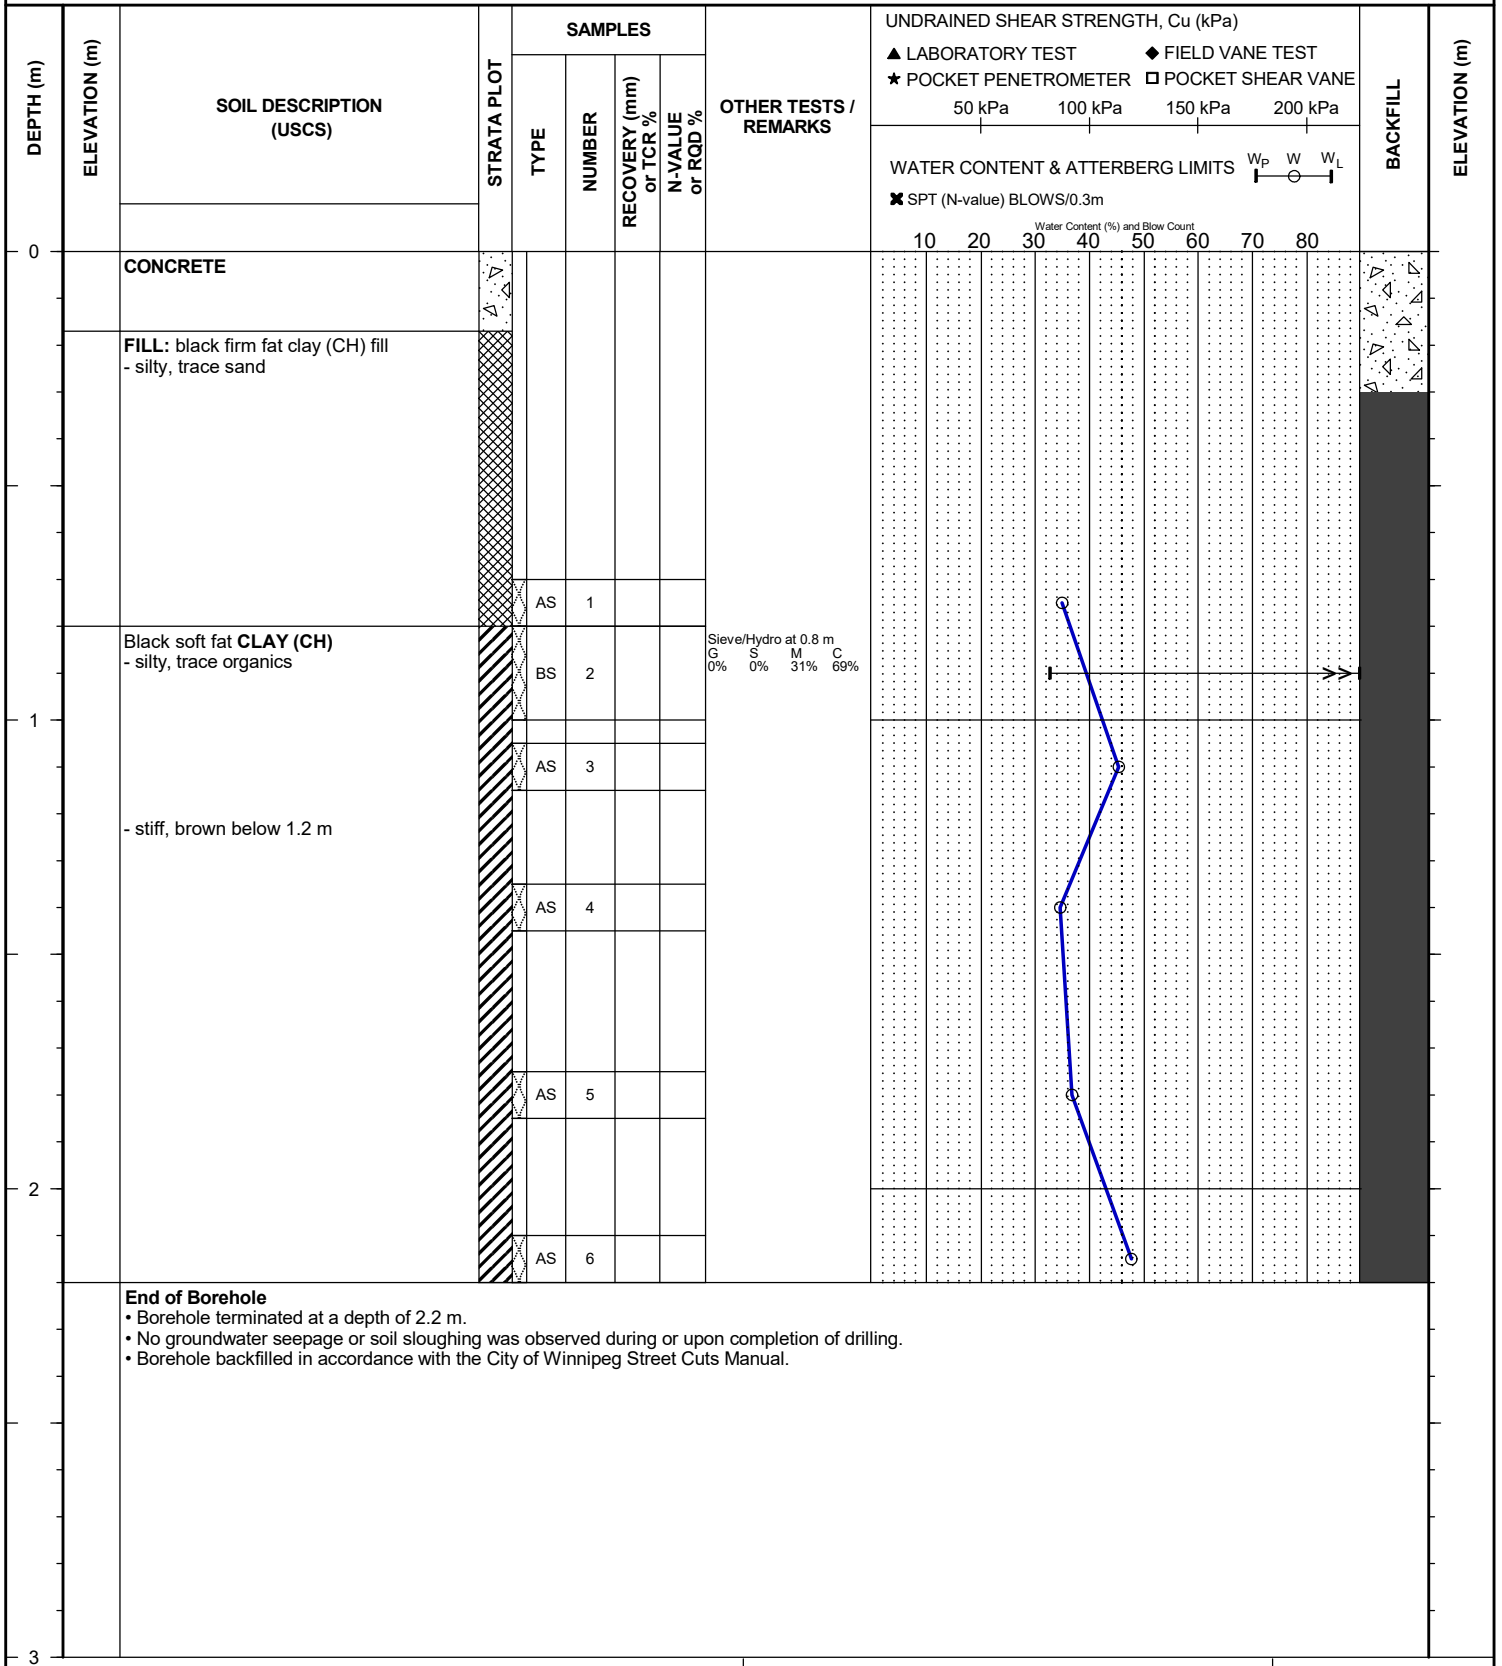 DEPTH (m)
ELEVATION (m)
SOIL DESCRIPTION
(USCS)
STRATA PLOT
SAMPLES
TYPE
NUMBER
RECOVERY (mm)
or TCR %
N-VALUE
or RQD %
OTHER TESTS /
REMARKS
UNDRAINED SHEAR STRENGTH, Cu (kPa)
▲ LABORATORY TEST ◆ FIELD VANE TEST
★ POCKET PENETROMETER □ POCKET SHEAR VANE
50 kPa 100 kPa 150 kPa 200 kPa
WATER CONTENT & ATTERBERG LIMITS WP W WL
✖ SPT (N-value) BLOWS/0.3m
Water Content (%) and Blow Count
10 20 30 40 50 60 70 80
BACKFILL
ELEVATION (m)
0
CONCRETE
FILL: black firm fat clay (CH) fill
- silty, trace sand
AS 1
Black soft fat CLAY (CH)
- silty, trace organics
BS 2
Sieve/Hydro at 0.8 m
G S M C
0% 0% 31% 69%
>>
1
AS 3
- stiff, brown below 1.2 m
AS 4
AS 5
2
AS 6
End of Borehole
• Borehole terminated at a depth of 2.2 m.
• No groundwater seepage or soil sloughing was observed during or upon completion of drilling.
• Borehole backfilled in accordance with the City of Winnipeg Street Cuts Manual.
3